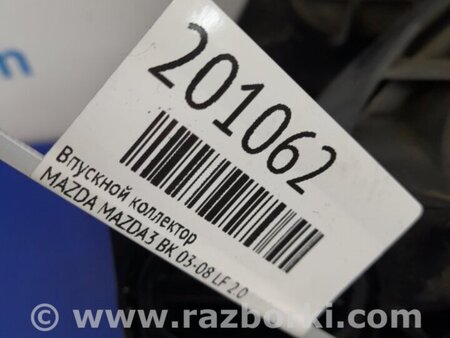 201062
Впускной коллектор
MAZDA MAZDA3 BK 03-08 LF 2.0
© - www.razborki.com